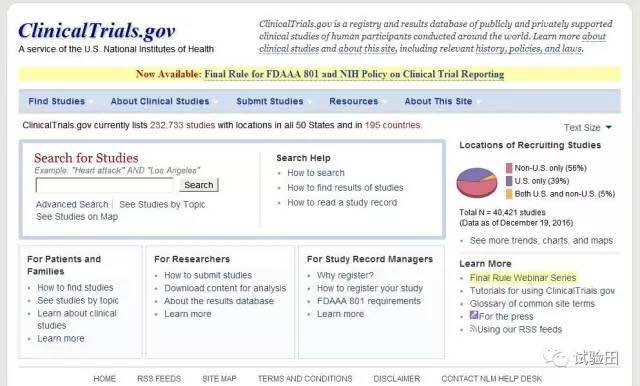 ClinicalTrials.gov
A service of the U.S. National Institutes of Health
ClinicalTrials.gov is a registry and results database of publicly and privately supported
clinical studies of human participants conducted around the world. Learn more about
clinical studies and about this site, including relevant history, policies, and laws.
Now Available: Final Rule for FDAAA 801 and NIH Policy on Clinical Trial Reporting
Find Studies About Clinical Studies Submit Studies Resources About This Site
ClinicalTrials.gov currently lists 232,733 studies with locations in all 50 States and in 195 countries.
Text Size
Search for Studies
Example: "Heart attack" AND "Los Angeles"
Search
Advanced Search See Studies by Topic
See Studies on Map
Search Help
How to search
How to find results of studies
How to read a study record
Locations of Recruiting Studies
Non-U.S. only (56%)
U.S. only (39%)
Both U.S. and non-U.S. (5%)
Total N = 40,421 studies
(Data as of December 19, 2016)
See more trends, charts, and maps
For Patients and
Families
How to find studies
See studies by topic
Learn about clinical
studies
Learn more
For Researchers
How to submit studies
Download content for analysis
About the results database
Learn more
For Study Record Managers
Why register?
How to register your study
FDAAA 801 requirements
Learn more
Learn More
Final Rule Webinar Series
Tutorials for using ClinicalTrials.gov
Glossary of common site terms
For the press
Using our RSS feeds
试验田
HOME RSS FEEDS SITE MAP TERMS AND CONDITIONS DISCLAIMER CONTACT NLM HELP DESK